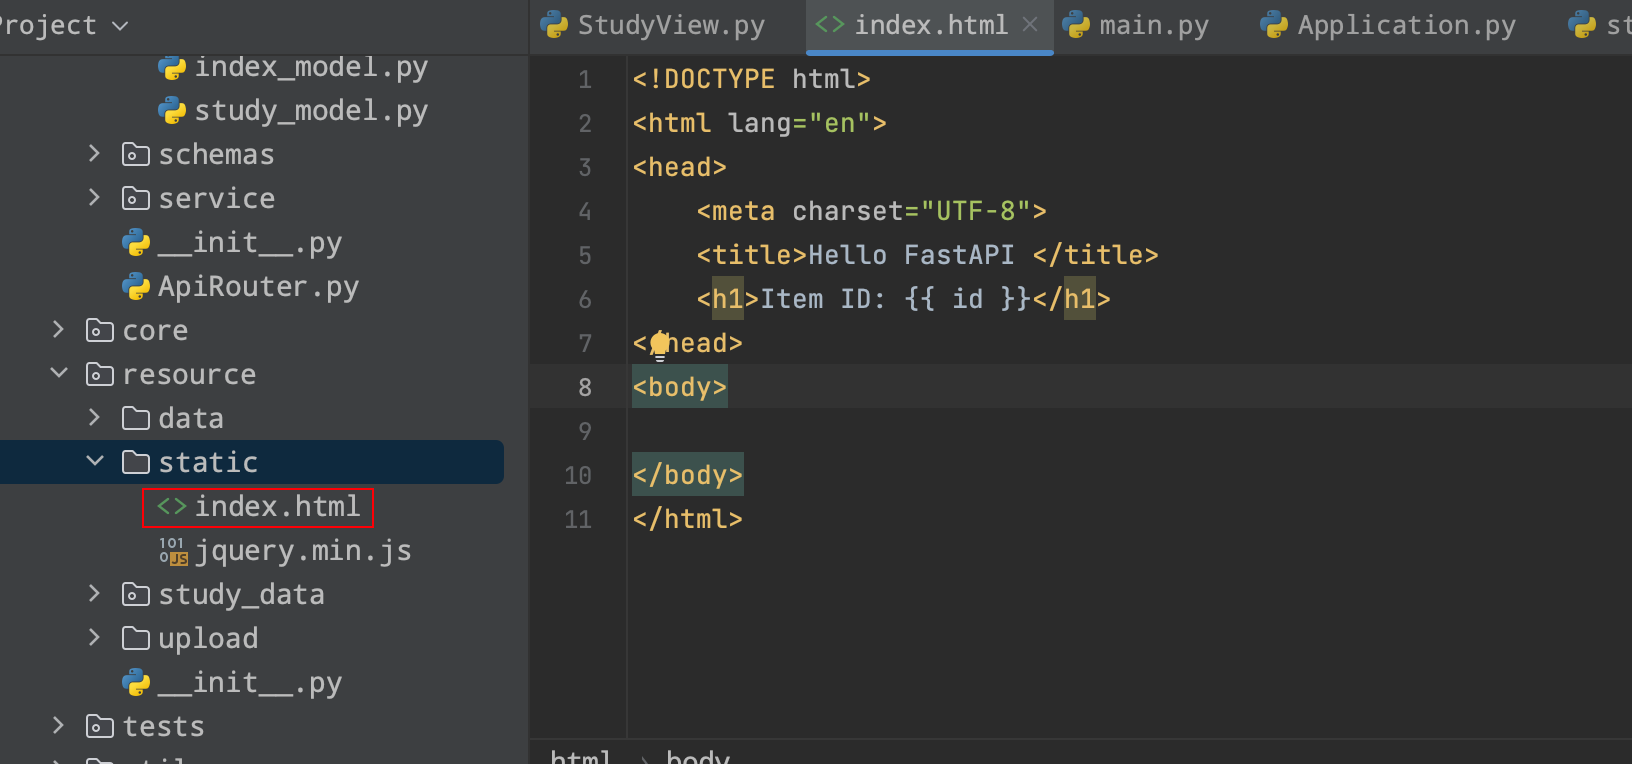 Project
index_model.py
study_model.py
schemas
service
__init__.py
ApiRouter.py
core
resource
data
static
index.html
jquery.min.js
study_data
upload
__init__.py
tests
StudyView.py index.html main.py Application.py
1 <!DOCTYPE html>
2 <html lang="en">
3 <head>
4 <meta charset="UTF-8">
5 <title>Hello FastAPI </title>
6 <h1>Item ID: {{ id }}</h1>
7 </head>
8 <body>
9
10 </body>
11 </html>
html › body